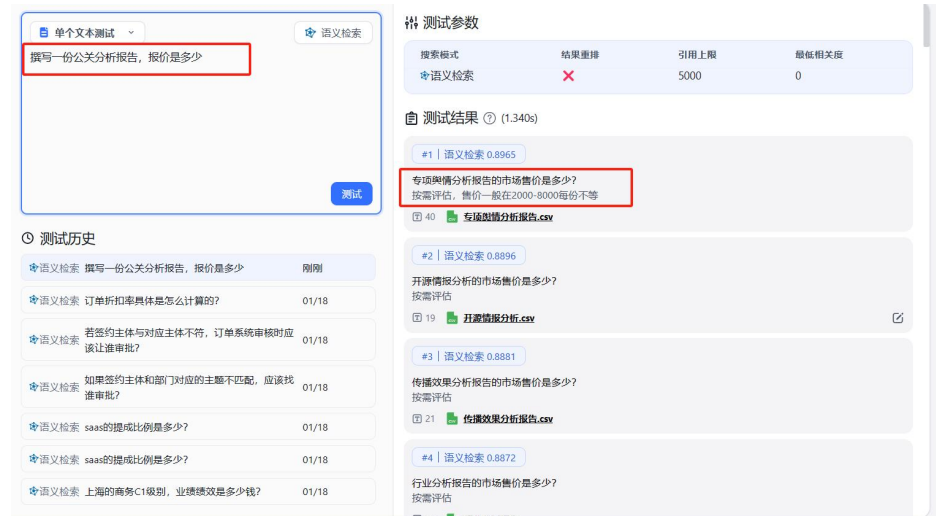 单个文本测试
语义检索
撰写一份公关分析报告，报价是多少
测试
测试历史
语义检索 撰写一份公关分析报告，报价是多少 刚刚
语义检索 订单折扣率具体是怎么计算的? 01/18
语义检索 若签约主体与对应主体不符，订单系统审核时应
该让谁审批? 01/18
语义检索 如果签约主体和部门对应的主题不匹配，应该找
谁审批? 01/18
语义检索 saas的提成比例是多少? 01/18
语义检索 saas的提成比例是多少? 01/18
语义检索 上海的商务C1级别，业绩绩效是多少钱? 01/18
测试参数
搜索模式 结果重排 引用上限 最低相关度
语义检索 5000 0
测试结果 (1.340s)
#1 | 语义检索 0.8965
专项舆情分析报告的市场售价是多少?
按需评估，售价一般在2000-8000每份不等
40 专项舆情分析报告.csv
#2 | 语义检索 0.8896
开源情报分析的市场售价是多少?
按需评估
19 开源情报分析.csv
#3 | 语义检索 0.8881
传播效果分析报告的市场售价是多少?
按需评估
21 传播效果分析报告.csv
#4 | 语义检索 0.8872
行业分析报告的市场售价是多少?
按需评估